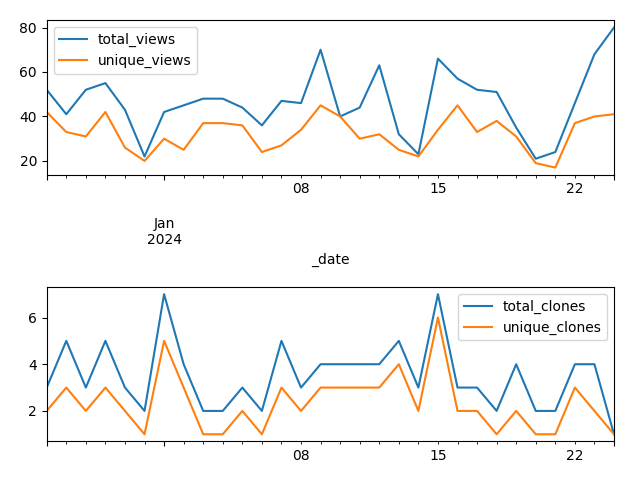 80
total_views
unique_views
60
40
20
08
15
22
Jan
2024
_date
total_clones
unique_clones
6
4
2
08
15
22